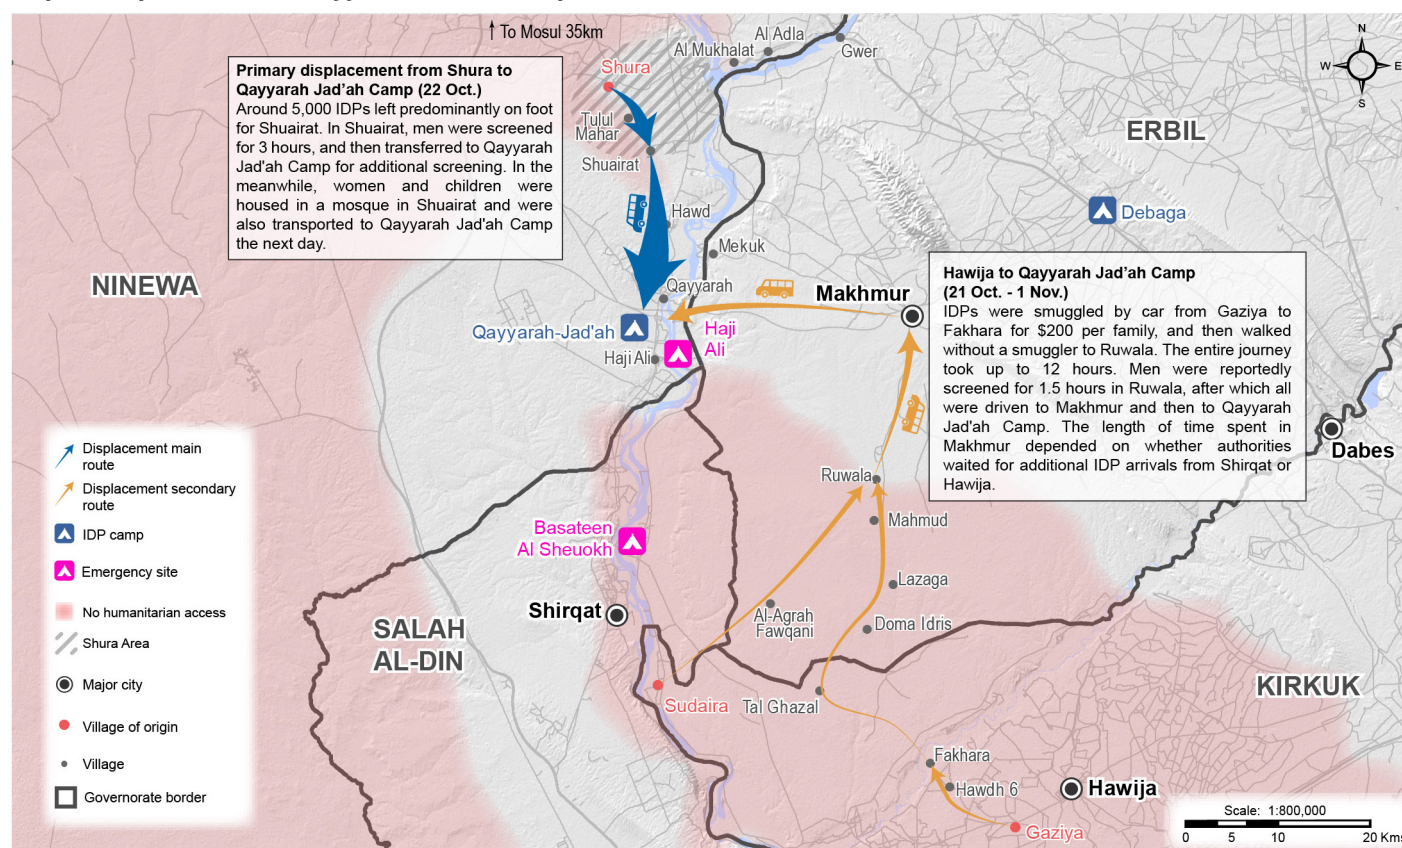 ↑ To Mosul 35km
Al Adla
Al Mukhalat
Gwer
Shura
Primary displacement from Shura to
Qayyarah Jad'ah Camp (22 Oct.)
Around 5,000 IDPs left predominantly on foot
for Shuairat. In Shuairat, men were screened
for 3 hours, and then transferred to Qayyarah
Jad'ah Camp for additional screening. In the
meanwhile, women and children were
housed in a mosque in Shuairat and were
also transported to Qayyarah Jad'ah Camp
the next day.
N
W
E
S
Tulul
Mahar
Shuairat
ERBIL
Hawd
Debaga
Mekuk
NINEWA
Qayyarah
Makhmur
Qayyarah-Jad'ah
Haji
Ali
Haji Ali
Hawija to Qayyarah Jad'ah Camp
(21 Oct. - 1 Nov.)
IDPs were smuggled by car from Gaziya to
Fakhara for $200 per family, and then walked
without a smuggler to Ruwala. The entire journey
took up to 12 hours. Men were reportedly
screened for 1.5 hours in Ruwala, after which all
were driven to Makhmur and then to Qayyarah
Jad'ah Camp. The length of time spent in
Makhmur depended on whether authorities
waited for additional IDP arrivals from Shirqat or
Hawija.
Dabes
Ruwala
Mahmud
Basateen
Al Sheuokh
Lazaga
Shirqat
Al-Agrah
Fawqani
Doma Idris
SALAH
AL-DIN
KIRKUK
Sudaira
Tal Ghazal
Fakhara
Hawdh 6
Hawija
Gaziya
Displacement main
route
Displacement secondary
route
IDP camp
Emergency site
No humanitarian access
Shura Area
Major city
Village of origin
Village
Governorate border
Scale: 1:800,000
0 5 10 20 Kms